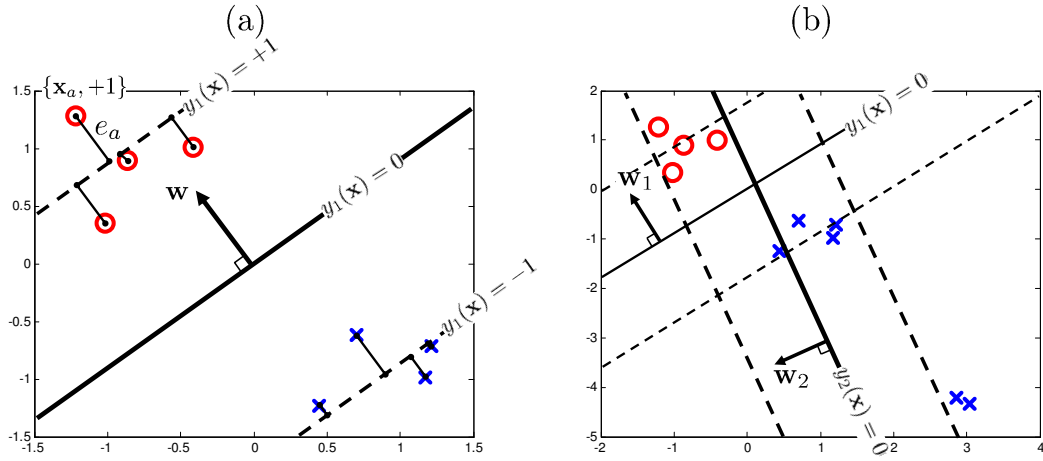 (a)
{x_a, +1}
y_1(x) = +1
e_a
w
y_1(x) = 0
y_1(x) = -1
1.5
1
0.5
0
-0.5
-1
-1.5
-1.5
-1
-0.5
0
0.5
1
1.5
(b)
y_1(x) = 0
w_1
w_2
y_2(x) = 0
2
1
0
-1
-2
-3
-4
-5
-2
-1
0
1
2
3
4